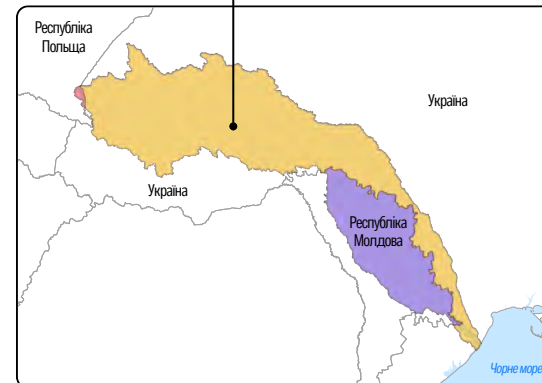 Республіка
Польща
Україна
Україна
Республіка
Молдова
Чорне море